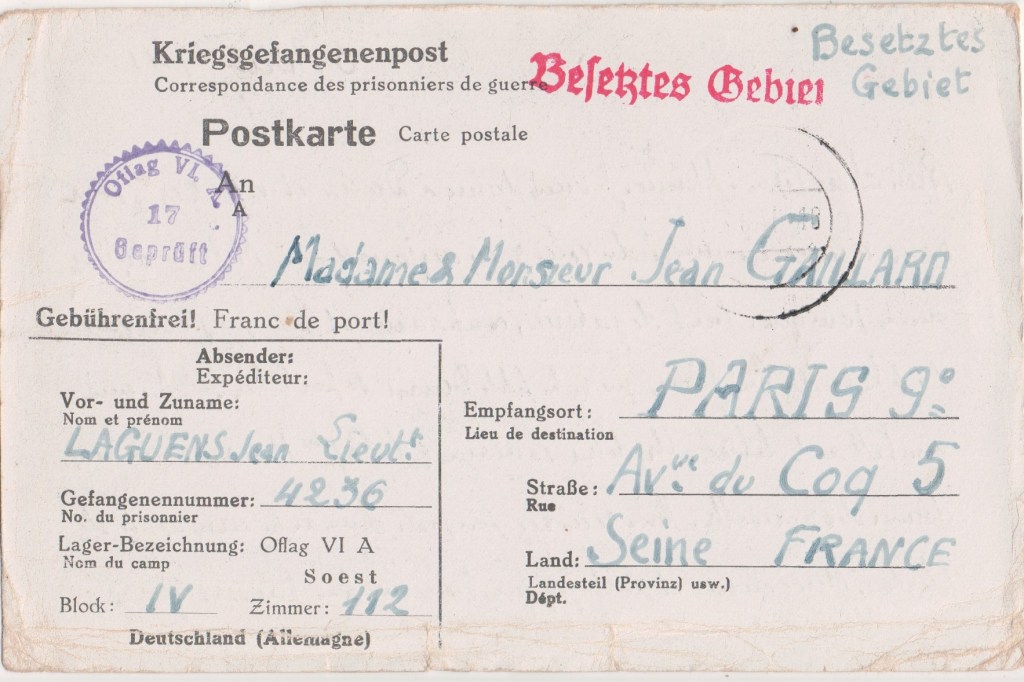 Kriegsgefangenenpost
Correspondance des prisonniers de guerre
Beſetztes Gebiet
Besetztes
Gebiet
Postkarte Carte postale
Oflag VI. A.
17
Geprüft
An
A
Madame & Monsieur Jean GAILLARD
Gebührenfrei! Franc de port!
Absender:
Expéditeur:
Vor- und Zuname:
Nom et prénom
LAGUENS Jean Lieut.t
Gefangenennummer: 4236
No. du prisonnier
Lager-Bezeichnung: Oflag VI A
Nom du camp
Soest
Block: IV Zimmer: 112
Deutschland (Allemagne)
Empfangsort: PARIS 9º
Lieu de destination
Straße: Av.ue du Coq 5
Rue
Land: Seine FRANCE
Landesteil (Provinz) usw.)
Dépt.